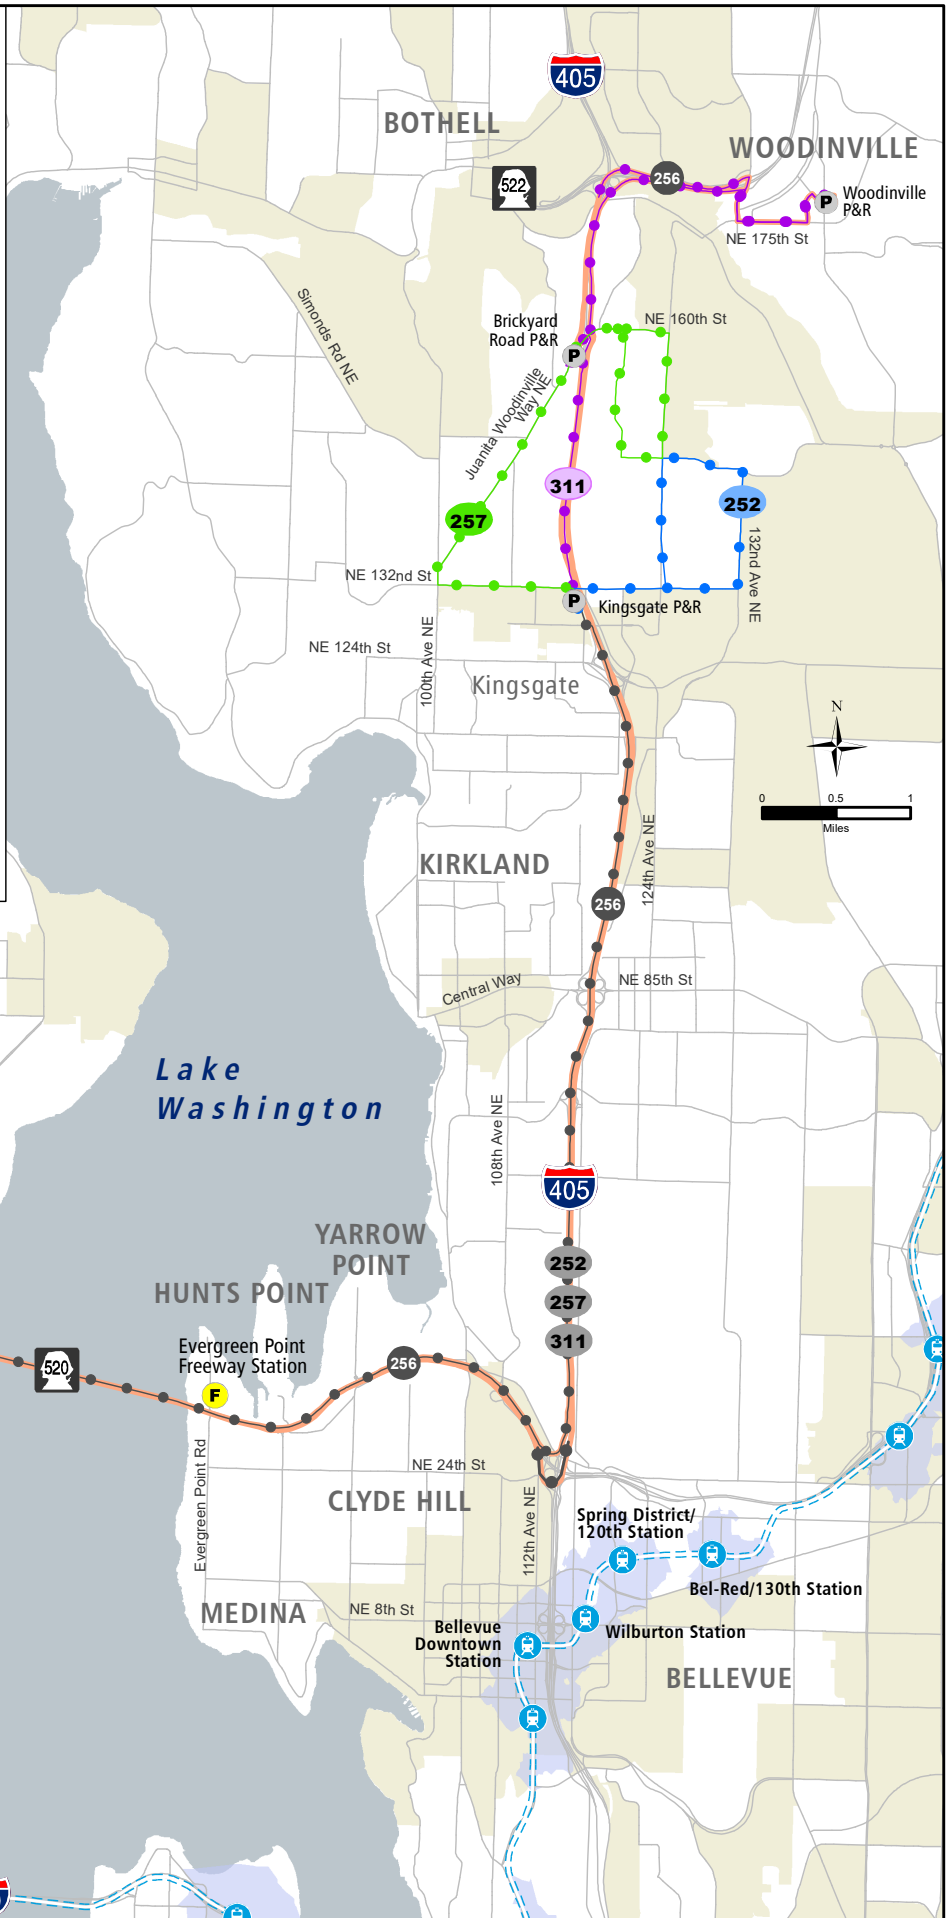 405
BOTHELL
WOODINVILLE
522
256
P
Woodinville
P&R
NE 175th St
Simonds Rd NE
Brickyard
Road P&R
P
NE 160th St
Juanita Woodinville
Way NE
311
252
257
132nd Ave NE
NE 132nd St
P
Kingsgate P&R
100th Ave NE
NE 124th St
Kingsgate
N
0 0.5 1
Miles
124th Ave NE
KIRKLAND
256
Central Way
NE 85th St
Lake
Washington
108th Ave NE
405
YARROW
POINT
HUNTS POINT
252
257
311
Evergreen Point
Freeway Station
520
256
F
Evergreen Point Rd
NE 24th St
CLYDE HILL
112th Ave NE
Spring District/
120th Station
Bel-Red/130th Station
MEDINA
NE 8th St
Bellevue
Downtown
Station
Wilburton Station
BELLEVUE